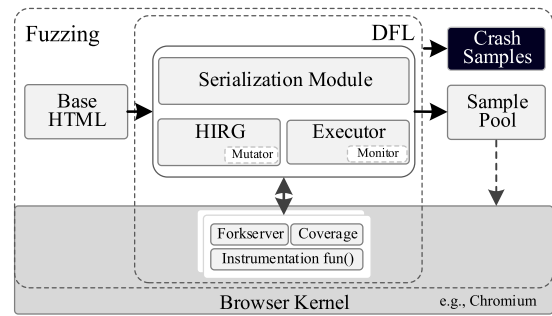 Fuzzing
DFL
Crash
Samples
Serialization Module
Base
HTML
Sample
Pool
HIRG
Mutator
Executor
Monitor
Forkserver
Coverage
Instrumentation fun()
Browser Kernel
e.g., Chromium